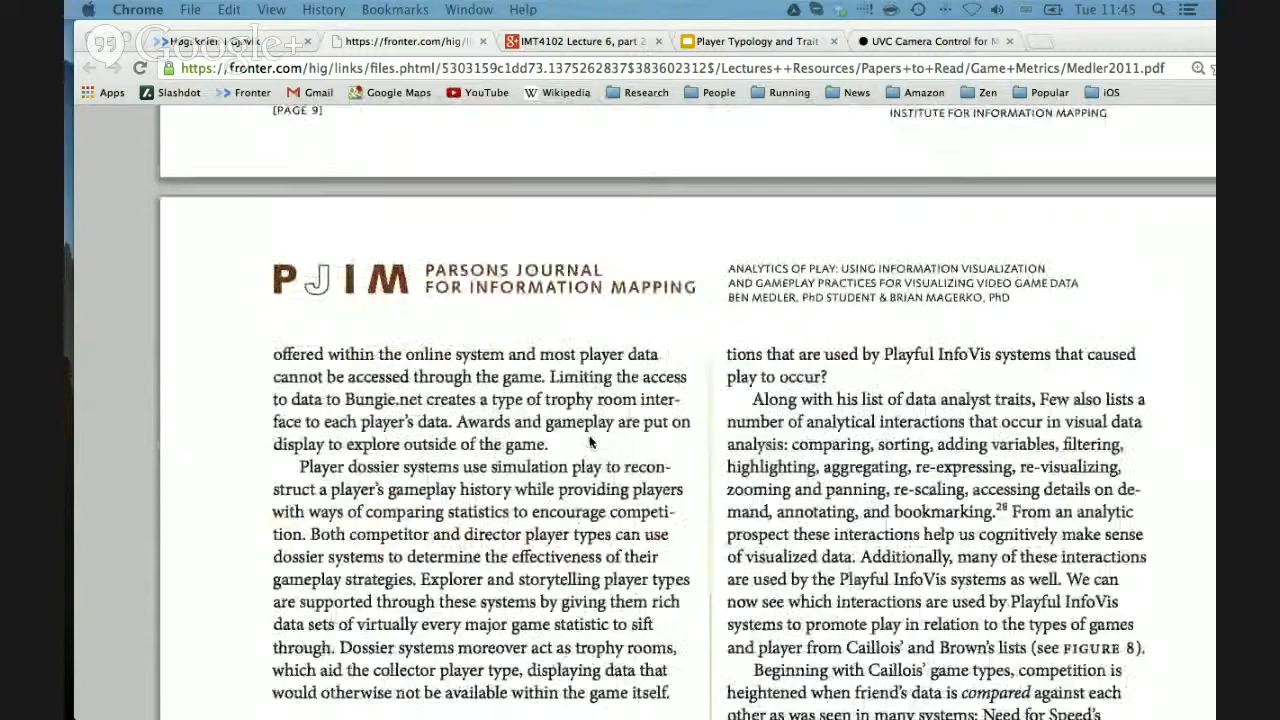 Chrome File Edit View History Bookmarks Window Help Tue 11:45
Google+
https://fronter.com/hig/l IMT4102 Lecture 6, part 2 Player Typology and Trait UVC Camera Control for M
https://fronter.com/hig/links/files.phtml/5303159c1dd73.1375262837$383602312$/Lectures++Resources/Papers+to+Read/Game+Metrics/Medler2011.pdf
Apps Slashdot Fronter Gmail Google Maps YouTube Wikipedia Research People Running News Amazon Zen Popular iOS
[PAGE 9]
INSTITUTE FOR INFORMATION MAPPING
PJIM
PARSONS JOURNAL
FOR INFORMATION MAPPING
ANALYTICS OF PLAY: USING INFORMATION VISUALIZATION
AND GAMEPLAY PRACTICES FOR VISUALIZING VIDEO GAME DATA
BEN MEDLER, PhD STUDENT & BRIAN MAGERKO, PhD
offered within the online system and most player data
cannot be accessed through the game. Limiting the access
to data to Bungie.net creates a type of trophy room inter-
face to each player's data. Awards and gameplay are put on
display to explore outside of the game.
Player dossier systems use simulation play to recon-
struct a player's gameplay history while providing players
with ways of comparing statistics to encourage competi-
tion. Both competitor and director player types can use
dossier systems to determine the effectiveness of their
gameplay strategies. Explorer and storytelling player types
are supported through these systems by giving them rich
data sets of virtually every major game statistic to sift
through. Dossier systems moreover act as trophy rooms,
which aid the collector player type, displaying data that
would otherwise not be available within the game itself.
tions that are used by Playful InfoVis systems that caused
play to occur?
Along with his list of data analyst traits, Few also lists a
number of analytical interactions that occur in visual data
analysis: comparing, sorting, adding variables, filtering,
highlighting, aggregating, re-expressing, re-visualizing,
zooming and panning, re-scaling, accessing details on de-
mand, annotating, and bookmarking.28 From an analytic
prospect these interactions help us cognitively make sense
of visualized data. Additionally, many of these interactions
are used by the Playful InfoVis systems as well. We can
now see which interactions are used by Playful InfoVis
systems to promote play in relation to the types of games
and player from Caillois' and Brown's lists (see FIGURE 8).
Beginning with Caillois' game types, competition is
heightened when friend's data is compared against each
other as was seen in many systems: Need for Speed's